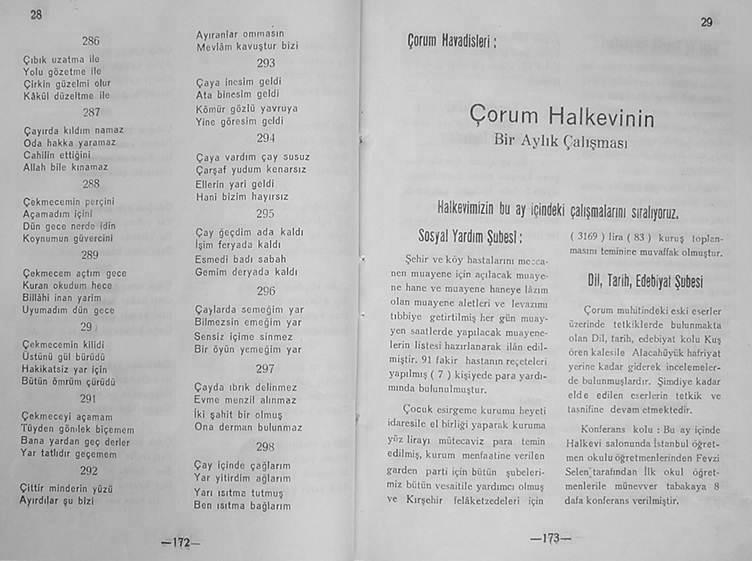 28
286
Çıbık uzatma ile
Yolu gözetme ile
Çirkin güzelmi olur
Kâkül düzeltme ile
287
Çayırda kıldım namaz
Oda hakka yaramaz
Cahilin ettiğini
Allah bile kınamaz
288
Çekmecemin perçini
Açamadım içini
Dün gece nerde idin
Koynumun güvercini
289
Çekmecem açtım gece
Kuran okudum hece
Billâhi inan yarim
Uyumadım dün gece
29
Çekmecemin kilidi
Üstünü gül bürüdü
Hakikatsiz yar için
Bütün ömrüm çürüdü
291
Çekmeceyi açamam
Tüyden gömlek biçemem
Bana yardan geç derler
Yar tatlıdır geçemem
292
Çittir minderin yüzü
Ayırdılar şu bizi
Ayıranlar onmasın
Mevlâm kavuştur bizi
293
Çaya inesim geldi
Ata binesim geldi
Kömür gözlü yavruya
Yine göresim geldi
294
Çaya vardım çay susuz
Çarşaf yudum kenarsız
Ellerin yari geldi
Hani bizim hayırsız
295
Çay geçdim ada kaldı
İşim feryada kaldı
Esmedi badı sabah
Gemim deryada kaldı
296
Çaylarda semeğim yar
Bilmezsin emeğim yar
Sensiz içime sinmez
Bir öyün yemeğim yar
297
Çayda ıbrık delinmez
Evme menzil alınmaz
İki şahit bir olmuş
Ona derman bulunmaz
298
Çay içinde çağlarım
Yar yitirdim ağlarım
Yarı ısıtma tutmuş
Ben ısıtma bağlarım
—172—
29
Çorum Havadisleri :
Çorum Halkevinin
Bir Aylık Çalışması
Halkevimizin bu ay içindeki çalışmalarını sıralıyoruz.
Sosyal Yardım Şubesi :
Şehir ve köy hastalarını mecca-
nen muayene için açılacak muaye-
ne hane ve muayene haneye lâzım
olan muayene aletleri ve levazımı
tıbbiye getirtilmiş her gün muay-
yen saatlerde yapılacak muayene-
lerin listesi hazırlanarak ilân edil-
miştir. 91 fakir hastanın reçeteleri
yapılmış ( 7 ) kişiyede para yardı-
mında bulunulmuştur.
Çocuk esirgeme kurumu heyeti
idaresile el birliği yaparak kuruma
yüz lirayı mütecaviz para temin
edilmiş, kurum menfaatine verilen
garden parti için bütün şubeleri-
miz bütün vesaitile yardımcı olmuş
ve Kırşehir felâketzedeleri için
( 3169 ) lira ( 83 ) kuruş toplan-
masını teminine muvaffak olmuştur.
Dil, Tarih, Edebiyat Şubesi
Çorum muhitindeki eski eserler
üzerinde tetkiklerde bulunmakta
olan Dil, tarih, edebiyat kolu Kuş
ören kalesile Alacahüyük hafriyat
yerine kadar giderek incelemeler-
de bulunmuşlardır. Şimdiye kadar
elde edilen eserlerin tetkik ve
tasnifine devam etmektedir.
Konferans kolu : Bu ay içinde
Halkevi salonunda İstanbul öğret-
men okulu öğretmenlerinden Fevzi
Selen tarafından İlk okul öğret-
menlerile münevver tabakaya 8
dafa konferans verilmiştir.
—173—